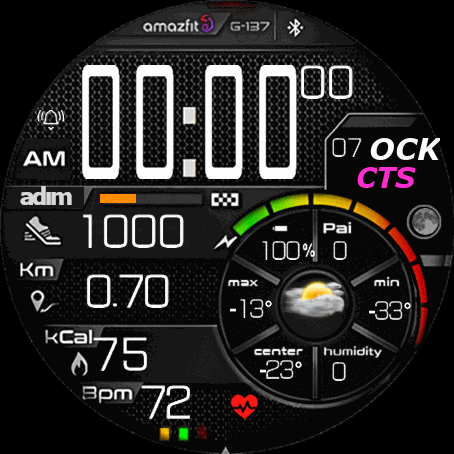 amazfit G-137
00:00 00
AM
07 OCK
CTS
adım
1000
100% Pai 0
Km
0.70
max -13°
min -33°
kCal 75
center -23°
humidity 0
Bpm 72